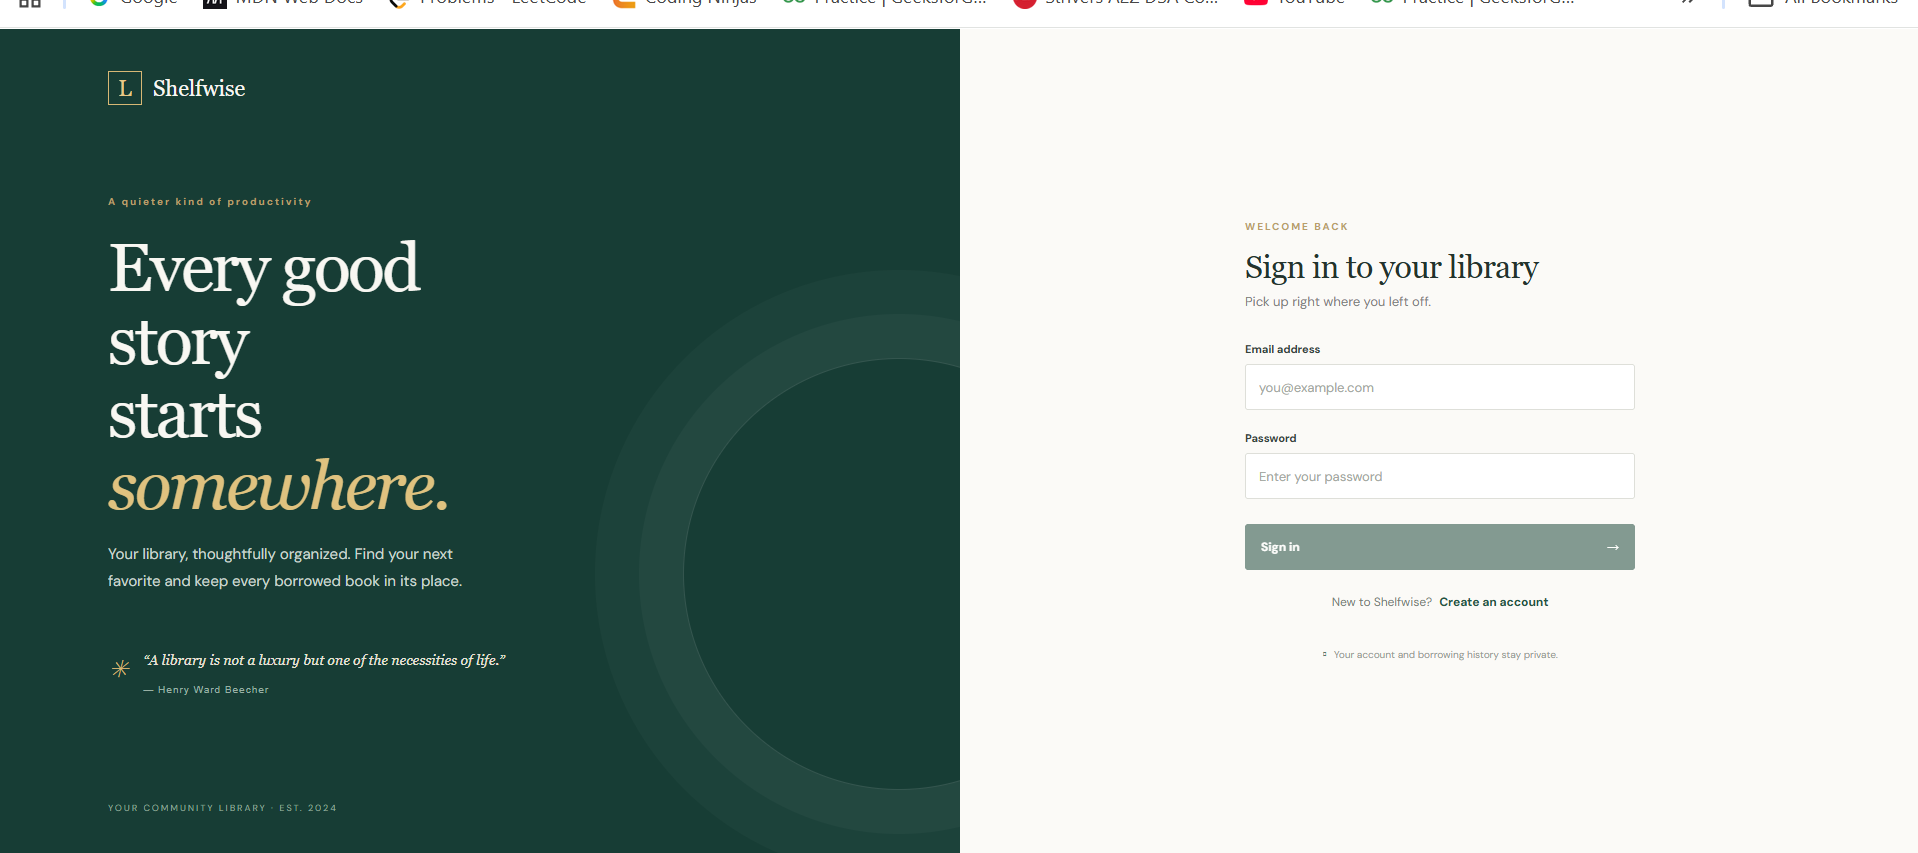 Google
MDN Web Docs
Problems - LeetCode
Coding Ninjas
Practice | GeeksforG...
Strivers A2Z DSA Co...
YouTube
Practice | GeeksforG...
All Bookmarks
L Shelfwise
A quieter kind of productivity
Every good
story
starts
somewhere.
Your library, thoughtfully organized. Find your next
favorite and keep every borrowed book in its place.
“A library is not a luxury but one of the necessities of life.”
— Henry Ward Beecher
YOUR COMMUNITY LIBRARY · EST. 2024
WELCOME BACK
Sign in to your library
Pick up right where you left off.
Email address
you@example.com
Password
Enter your password
Sign in →
New to Shelfwise? Create an account
Your account and borrowing history stay private.